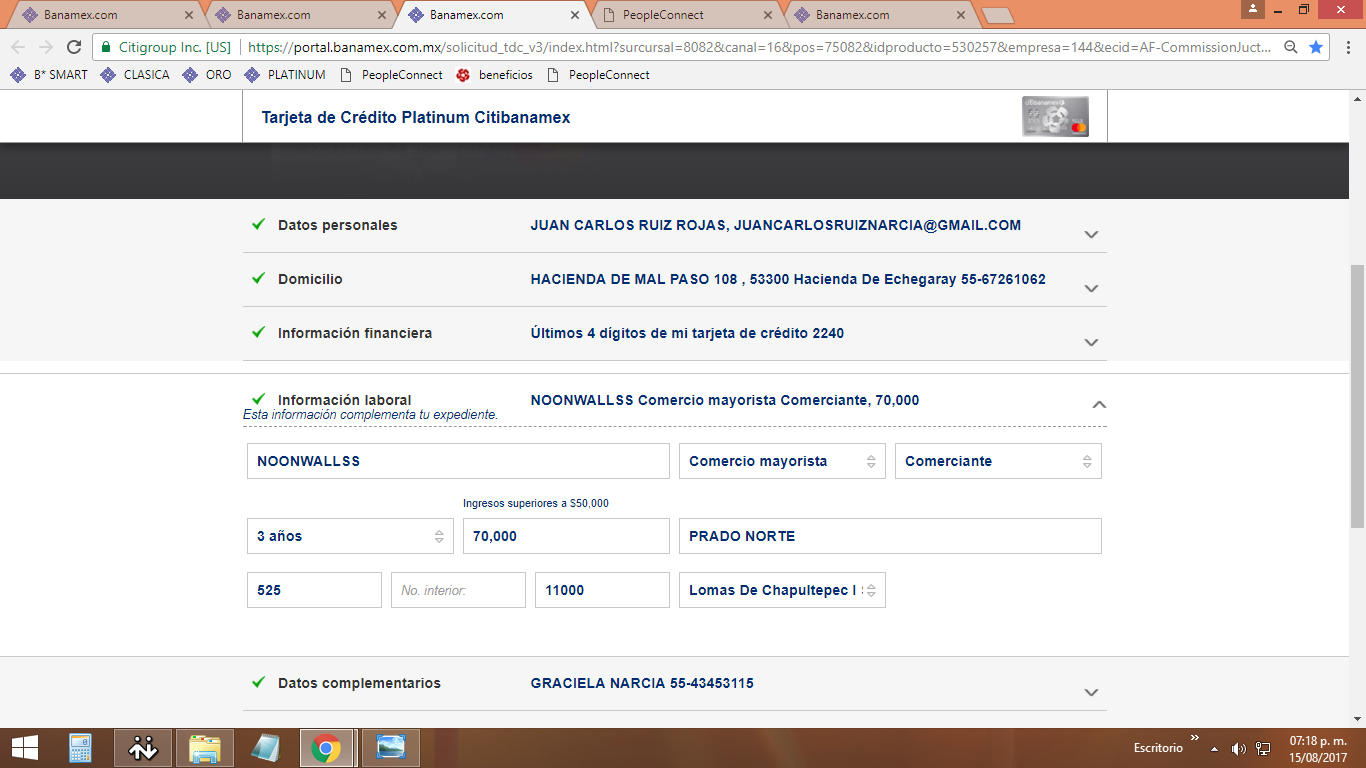 Banamex.com
Banamex.com
Banamex.com
PeopleConnect
Banamex.com
Citigroup Inc. [US] https://portal.banamex.com.mx/solicitud_tdc_v3/index.html?surcursal=8082&canal=16&pos=75082&idproducto=530257&empresa=144&ecid=AF-CommissionJuct...
B* SMART CLASICA ORO PLATINUM PeopleConnect beneficios PeopleConnect
Tarjeta de Crédito Platinum Citibanamex
citibanamex
Datos personales JUAN CARLOS RUIZ ROJAS, JUANCARLOSRUIZNARCIA@GMAIL.COM
Domicilio HACIENDA DE MAL PASO 108 , 53300 Hacienda De Echegaray 55-67261062
Información financiera Últimos 4 dígitos de mi tarjeta de crédito 2240
Información laboral NOONWALLSS Comercio mayorista Comerciante, 70,000
Esta información complementa tu expediente.
NOONWALLSS Comercio mayorista Comerciante
Ingresos superiores a $50,000
3 años 70,000 PRADO NORTE
525 No. interior: 11000 Lomas De Chapultepec I
Datos complementarios GRACIELA NARCIA 55-43453115
Escritorio
07:18 p. m.
15/08/2017